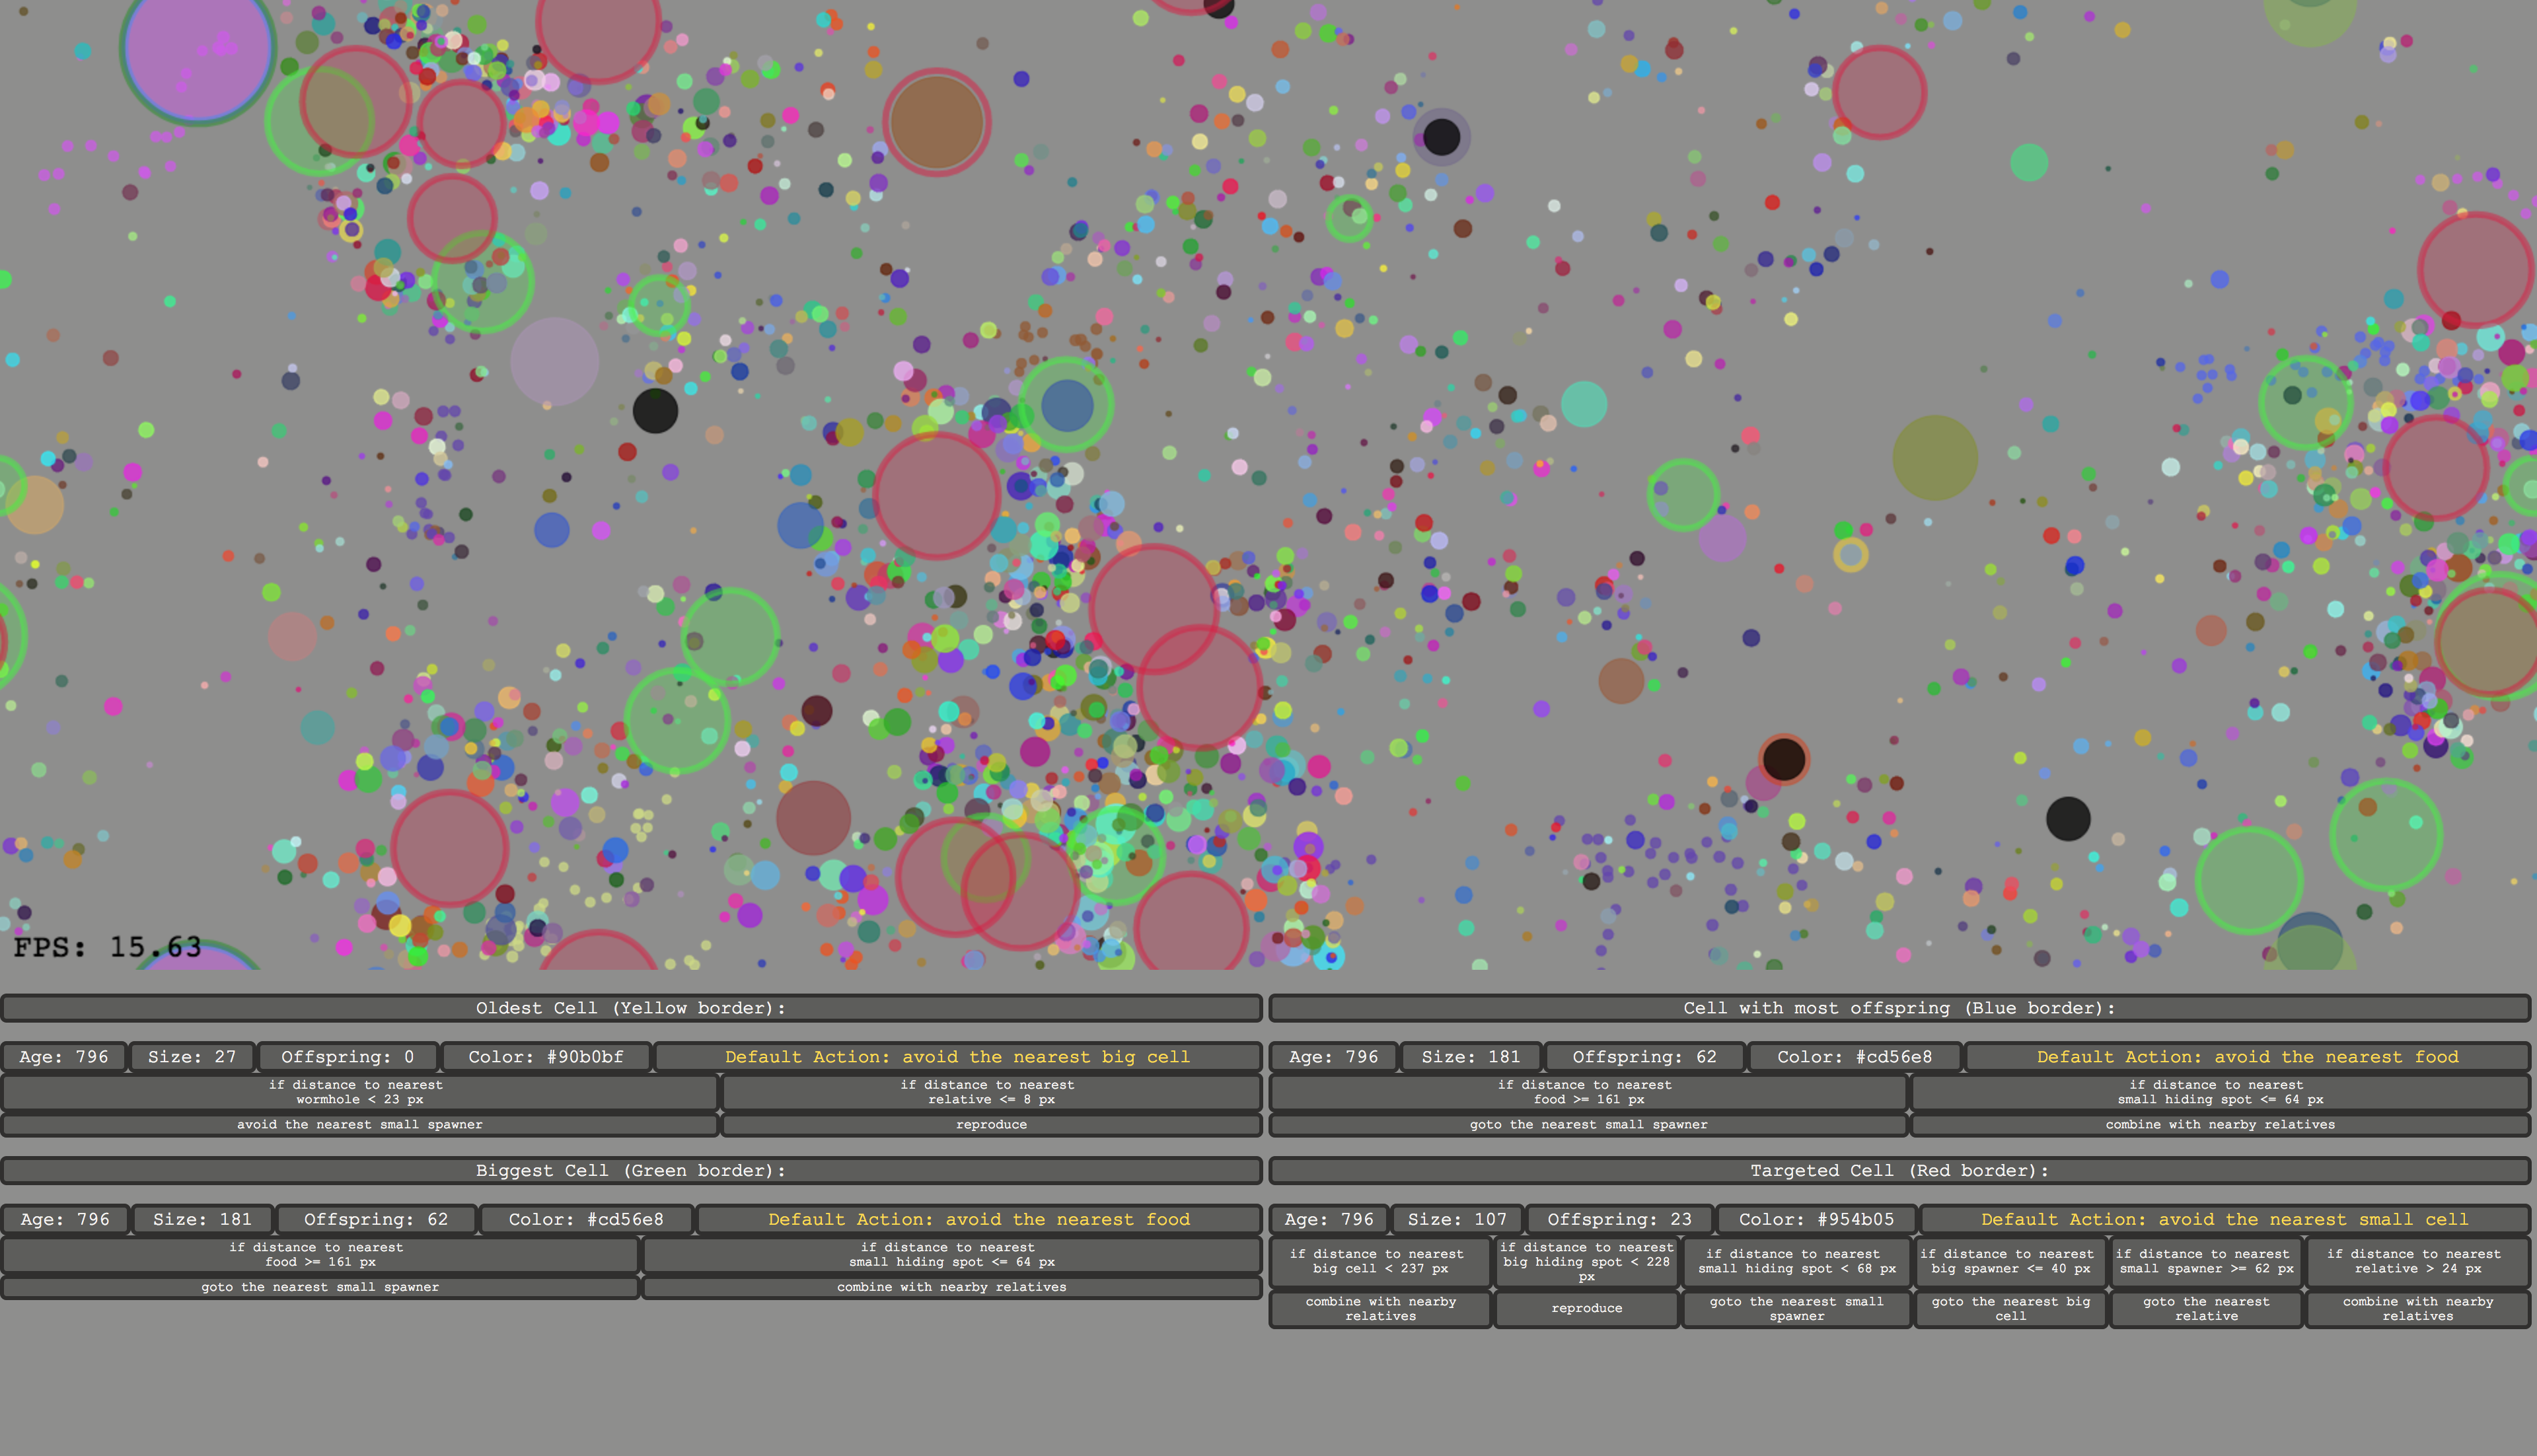 FPS: 15.63
Oldest Cell (Yellow border):
Age: 796
Size: 27
Offspring: 0
Color: #90b0bf
Default Action: avoid the nearest big cell
if distance to nearest
wormhole < 23 px
if distance to nearest
relative <= 8 px
avoid the nearest small spawner
reproduce
Cell with most offspring (Blue border):
Age: 796
Size: 181
Offspring: 62
Color: #cd56e8
Default Action: avoid the nearest food
if distance to nearest
food >= 161 px
if distance to nearest
small hiding spot <= 64 px
goto the nearest small spawner
combine with nearby relatives
Biggest Cell (Green border):
Age: 796
Size: 181
Offspring: 62
Color: #cd56e8
Default Action: avoid the nearest food
if distance to nearest
food >= 161 px
if distance to nearest
small hiding spot <= 64 px
goto the nearest small spawner
combine with nearby relatives
Targeted Cell (Red border):
Age: 796
Size: 107
Offspring: 23
Color: #954b05
Default Action: avoid the nearest small cell
if distance to nearest
big cell < 237 px
if distance to nearest
big hiding spot < 228
px
if distance to nearest
small hiding spot < 68 px
if distance to nearest
big spawner <= 40 px
if distance to nearest
small spawner >= 62 px
if distance to nearest
relative > 24 px
combine with nearby
relatives
reproduce
goto the nearest small
spawner
goto the nearest big
cell
goto the nearest
relative
combine with nearby
relatives